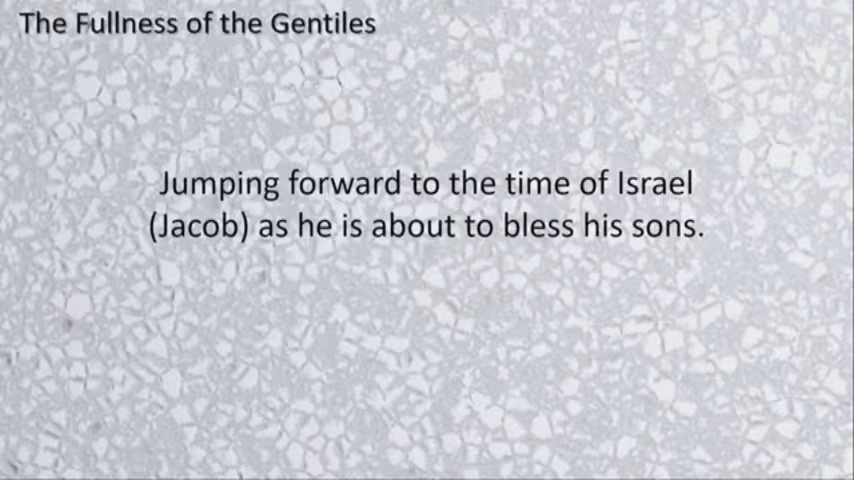 The Fullness of the Gentiles
Jumping forward to the time of Israel
(Jacob) as he is about to bless his sons.